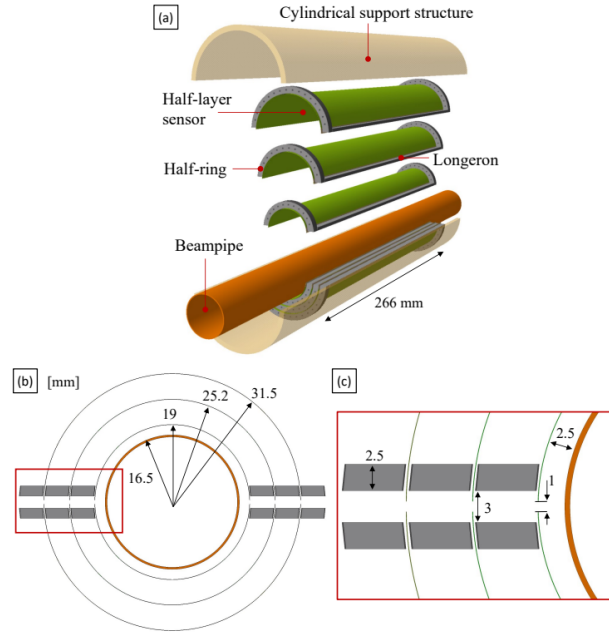 (a)
Cylindrical support structure
Half-layer
sensor
Half-ring
Longeron
Beampipe
266 mm
(b)
[mm]
31.5
25.2
19
16.5
(c)
2.5
2.5
1
3